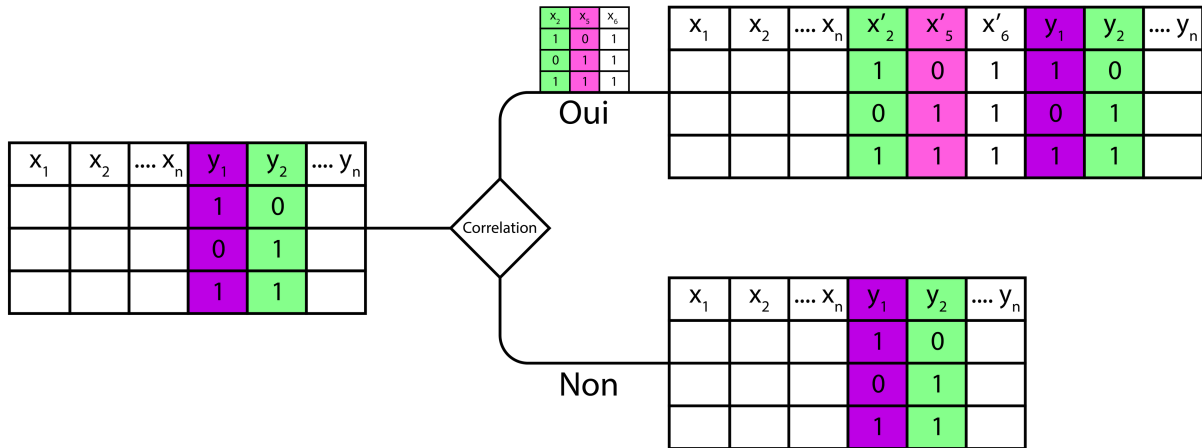 x2 x5 x6
1 0 1
0 1 1
1 1 1
Oui
x1 x2 .... xn x’2 x’5 x’6 y1 y2 .... yn
1 0 1 1 0
0 1 1 0 1
1 1 1 1 1
x1 x2 .... xn y1 y2 .... yn
1 0
0 1
1 1
Correlation
Non
x1 x2 .... xn y1 y2 .... yn
1 0
0 1
1 1